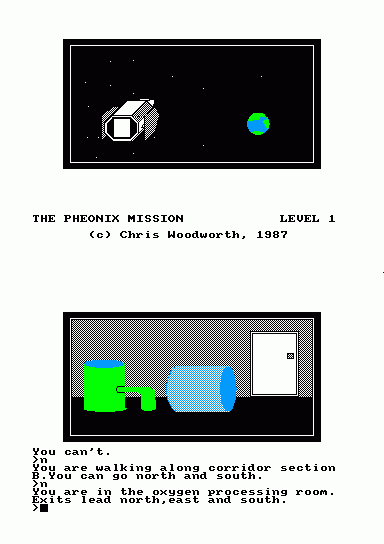 THE PHEONIX MISSION LEVEL 1
(c) Chris Woodworth, 1987
You can't.
>n
You are walking along corridor section
B.You can go north and south.
>n
You are in the oxygen processing room.
Exits lead north,east and south.
>